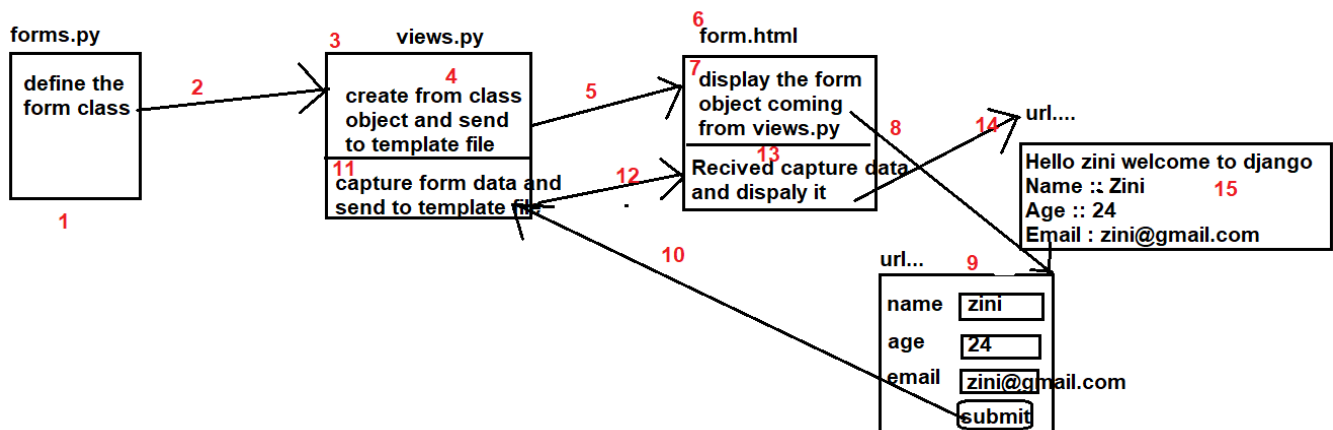 forms.py
1
define the
form class
2
3
views.py
4
create from class
object and send
to template file
11
capture form data and
send to template file
5
12
6
form.html
7
display the form
object coming
from views.py
13
Recived capture data
and dispaly it
8
14
url....
Hello zini welcome to django
Name :: Zini
15
Age :: 24
Email : zini@gmail.com
10
url...
9
name
zini
age
24
email
zini@gmail.com
submit